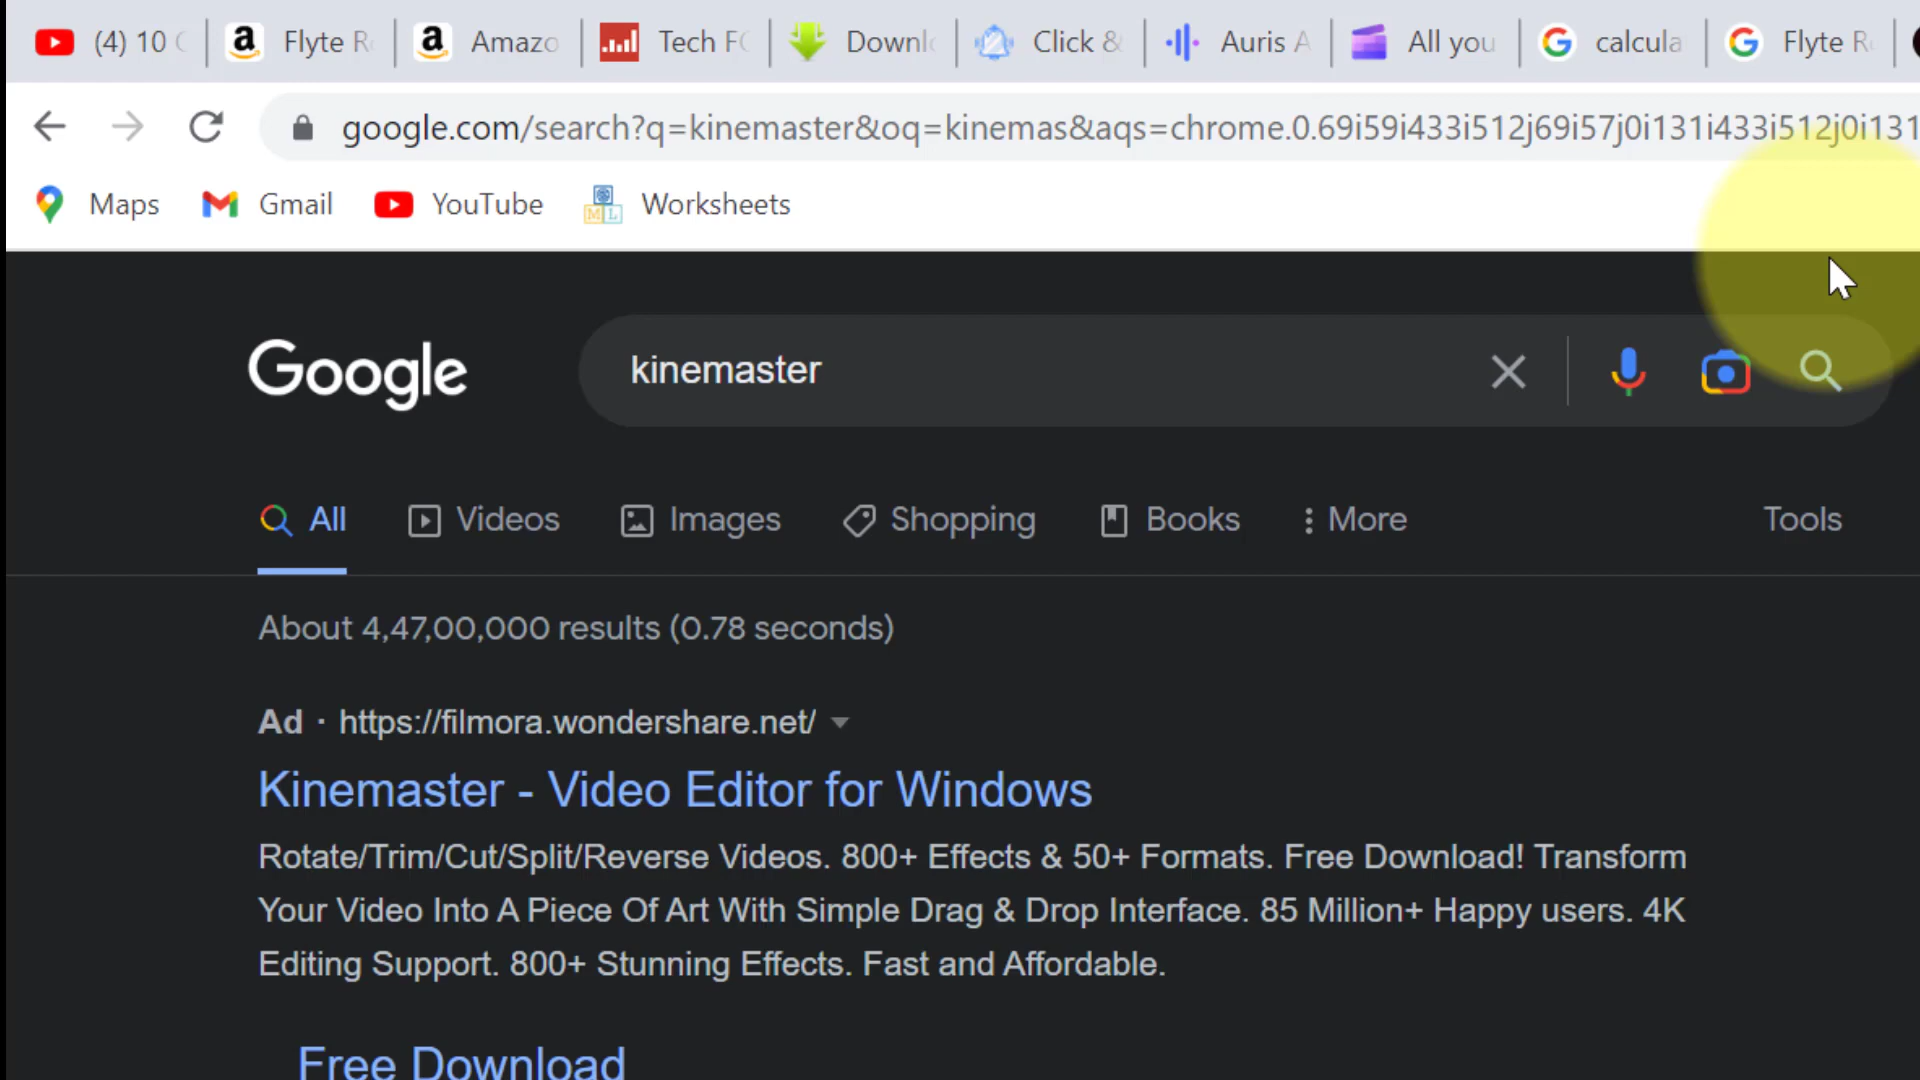 (4) 10 Flyte R Amazo Tech FO Downl Click & Auris A All you calcula Flyte R
google.com/search?q=kinemaster&oq=kinemas&aqs=chrome.0.69i59i433i512j69i57j0i131i433i512j0i131
Maps Gmail YouTube Worksheets
Google kinemaster
All Videos Images Shopping Books More Tools
About 4,47,00,000 results (0.78 seconds)
Ad · https://filmora.wondershare.net/
Kinemaster - Video Editor for Windows
Rotate/Trim/Cut/Split/Reverse Videos. 800+ Effects & 50+ Formats. Free Download! Transform
Your Video Into A Piece Of Art With Simple Drag & Drop Interface. 85 Million+ Happy users. 4K
Editing Support. 800+ Stunning Effects. Fast and Affordable.
Free Download